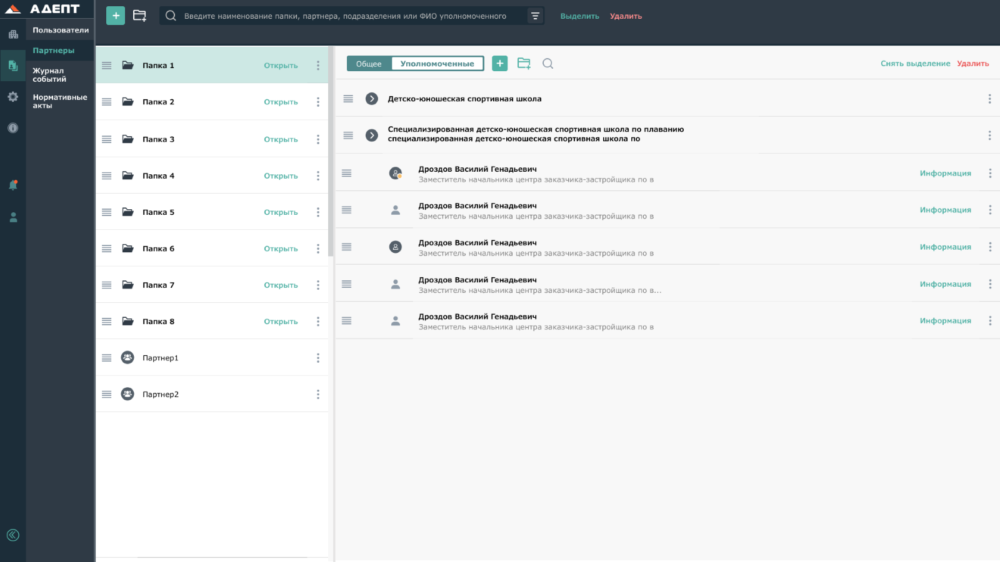 АДЕПТ
Пользователи
Партнеры
Журнал
событий
Нормативные
акты
Введите наименование папки, партнера, подразделения или ФИО уполномоченного
Выделить
Удалить
Папка 1
Открыть
Папка 2
Открыть
Папка 3
Открыть
Папка 4
Открыть
Папка 5
Открыть
Папка 6
Открыть
Папка 7
Открыть
Папка 8
Открыть
Партнер1
Партнер2
Общее
Уполномоченные
Снять выделение
Удалить
Детско-юношеская спортивная школа
Специализированная детско-юношеская спортивная школа по плаванию
специализированная детско-юношеская спортивная школа по
Дроздов Василий Генадьевич
Заместитель начальника центра заказчика-застройщика по в
Информация
Дроздов Василий Генадьевич
Заместитель начальника центра заказчика-застройщика по в
Информация
Дроздов Василий Генадьевич
Заместитель начальника центра заказчика-застройщика по в
Информация
Дроздов Василий Генадьевич
Заместитель начальника центра заказчика-застройщика по в...
Информация
Дроздов Василий Генадьевич
Заместитель начальника центра заказчика-застройщика по в
Информация